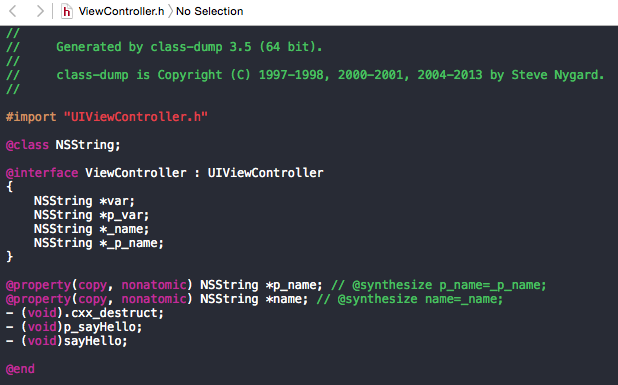 ViewController.h No Selection
//
//     Generated by class-dump 3.5 (64 bit).
//
//     class-dump is Copyright (C) 1997-1998, 2000-2001, 2004-2013 by Steve Nygard.
//
#import "UIViewController.h"
@class NSString;
@interface ViewController : UIViewController
{
    NSString *var;
    NSString *p_var;
    NSString *_name;
    NSString *_p_name;
}
@property(copy, nonatomic) NSString *p_name; // @synthesize p_name=_p_name;
@property(copy, nonatomic) NSString *name; // @synthesize name=_name;
- (void).cxx_destruct;
- (void)p_sayHello;
- (void)sayHello;
@end